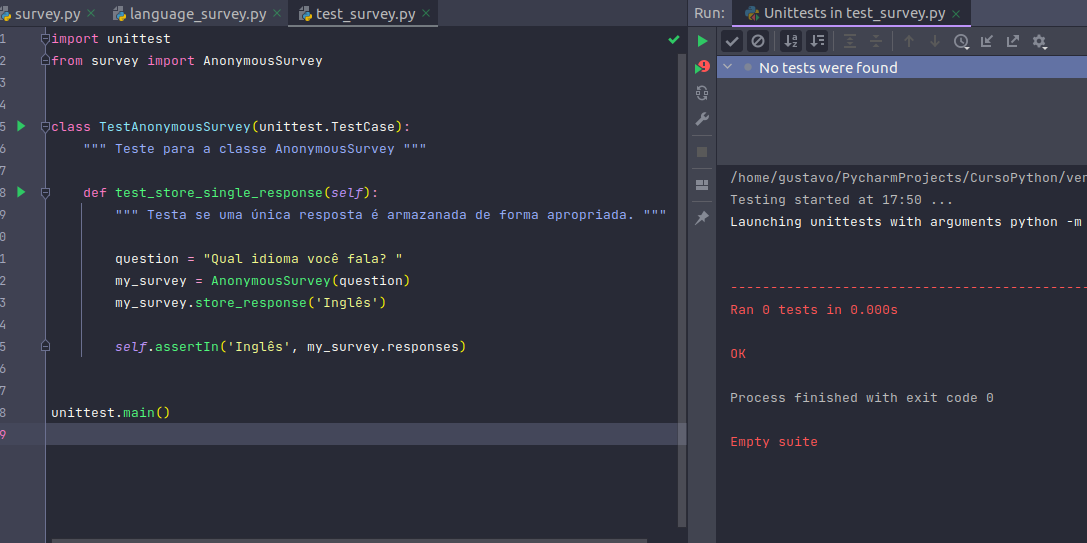 survey.py
language_survey.py
test_survey.py
1 import unittest
2 from survey import AnonymousSurvey
3
4
5 class TestAnonymousSurvey(unittest.TestCase):
6 """ Teste para a classe AnonymousSurvey """
7
8 def test_store_single_response(self):
9 """ Testa se uma única resposta é armazanada de forma apropriada. """
0
1 question = "Qual idioma você fala? "
2 my_survey = AnonymousSurvey(question)
3 my_survey.store_response('Inglês')
4
5 self.assertIn('Inglês', my_survey.responses)
6
7
8 unittest.main()
9
Run: Unittests in test_survey.py
No tests were found
/home/gustavo/PycharmProjects/CursoPython/ver
Testing started at 17:50 ...
Launching unittests with arguments python -m
Ran 0 tests in 0.000s
OK
Process finished with exit code 0
Empty suite